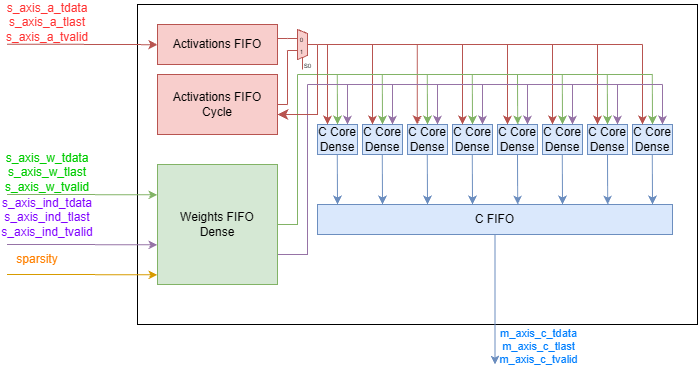 s_axis_a_tdata
s_axis_a_tlast
s_axis_a_tvalid
Activations FIFO
0
1
S0
Activations FIFO
Cycle
C Core
Dense
C Core
Dense
C Core
Dense
C Core
Dense
C Core
Dense
C Core
Dense
C Core
Dense
C Core
Dense
s_axis_w_tdata
s_axis_w_tlast
s_axis_w_tvalid
s_axis_ind_tdata
s_axis_ind_tlast
s_axis_ind_tvalid
sparsity
Weights FIFO
Dense
C FIFO
m_axis_c_tdata
m_axis_c_tlast
m_axis_c_tvalid